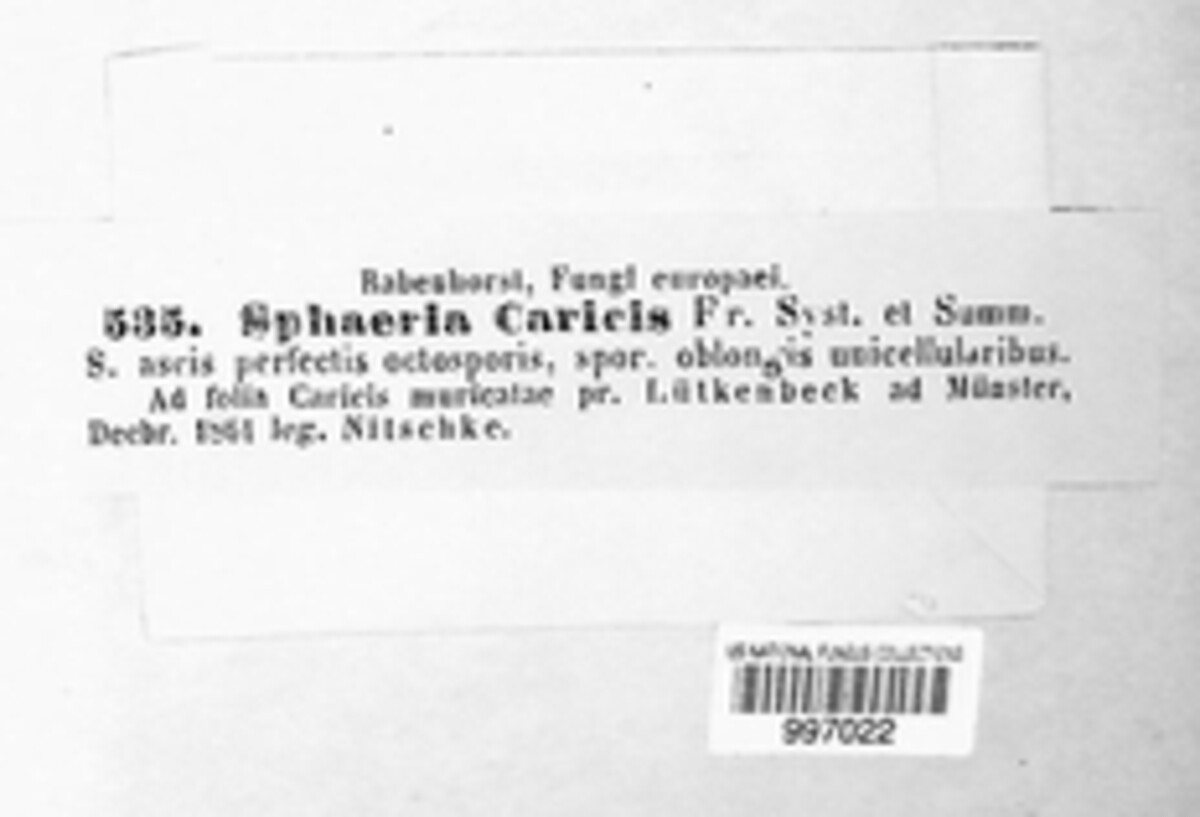 Rabenhorst, Fungi europaei.
535. Sphaeria Caricis Fr. Syst. et Summ.
S. ascis perfectis octosporis, spor. oblongis unicellularibus.
Ad folia Caricis muricatae pr. Lütkenbeck ad Münster,
Decbr. 1861 leg. Nitschke.
US NATIONAL FUNGUS COLLECTIONS
997022